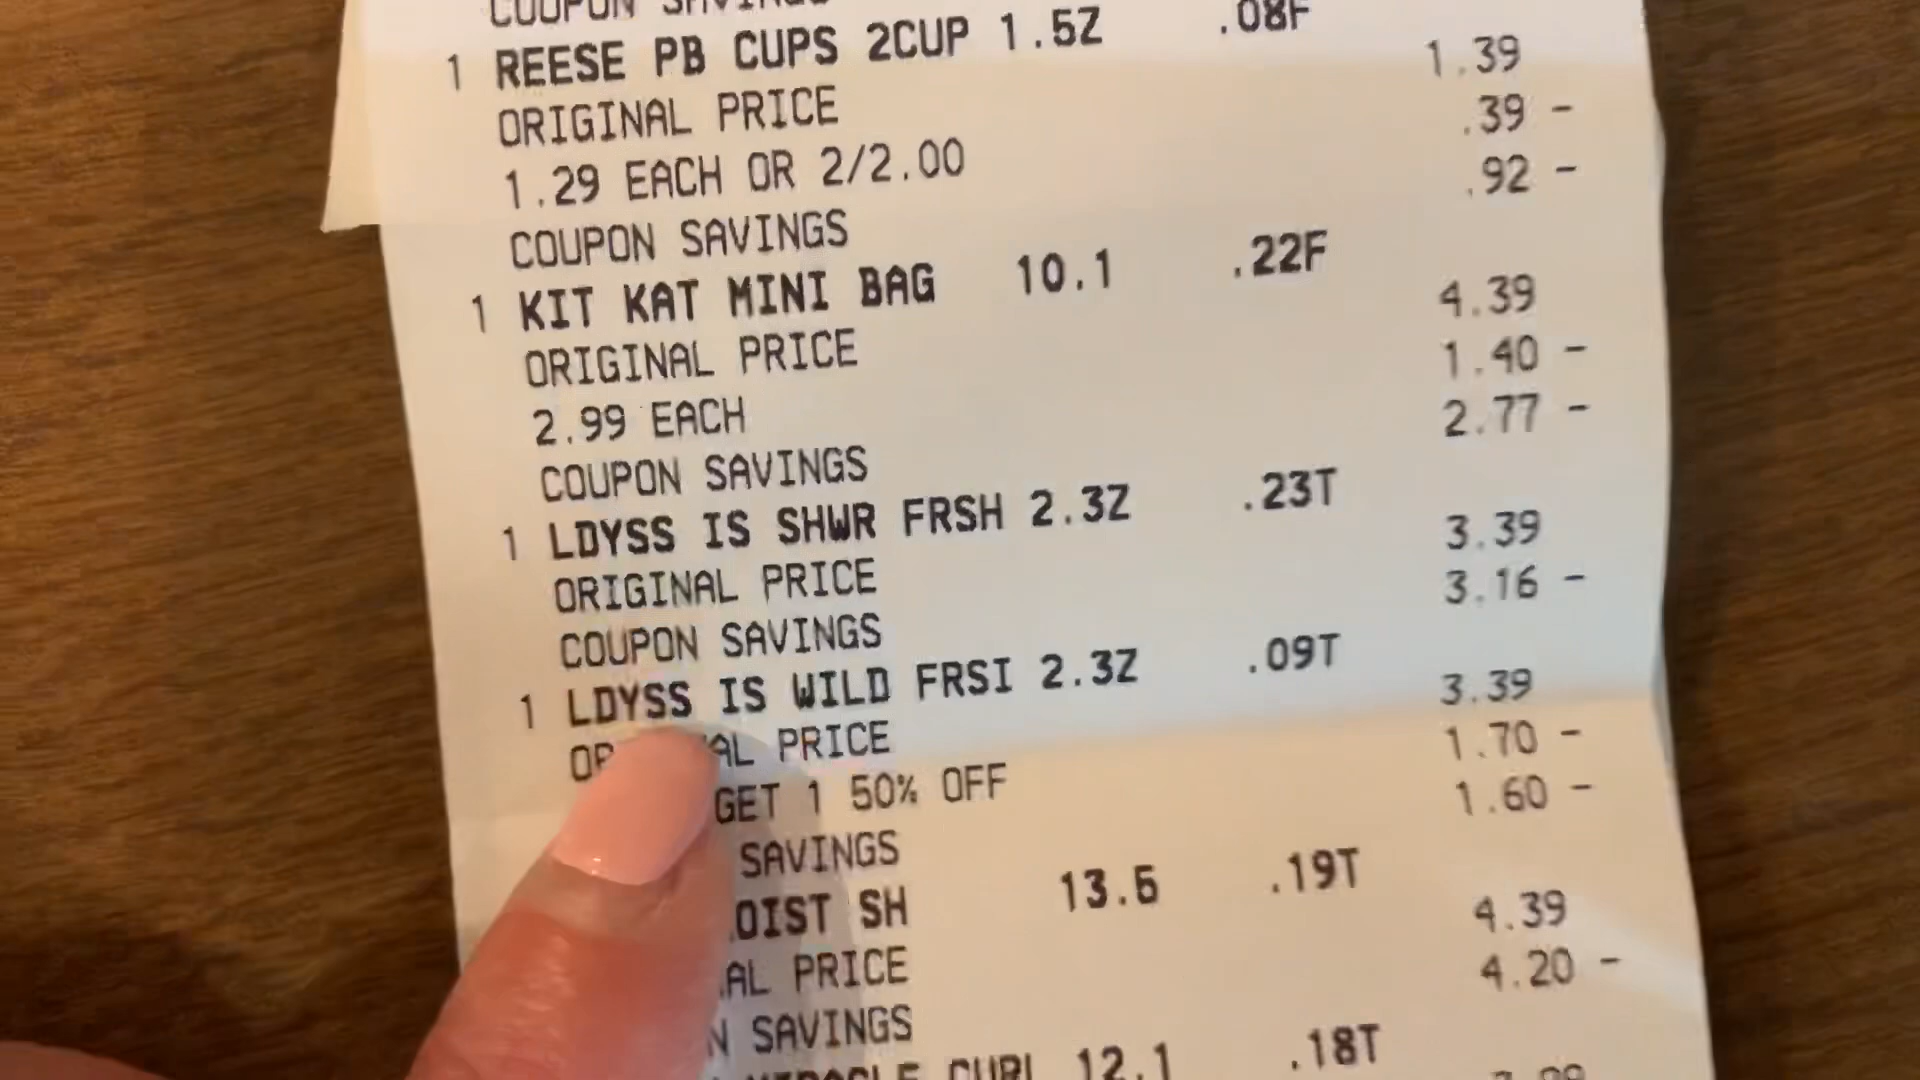 COUPON SAVINGS
1 REESE PB CUPS 2CUP 1.5Z .08F
ORIGINAL PRICE 1.39
1.29 EACH OR 2/2.00 .39 -
COUPON SAVINGS .92 -
1 KIT KAT MINI BAG 10.1 .22F
ORIGINAL PRICE 4.39
2.99 EACH 1.40 -
COUPON SAVINGS 2.77 -
1 LDYSS IS SHWR FRSH 2.3Z .23T
ORIGINAL PRICE 3.39
COUPON SAVINGS 3.16 -
1 LDYSS IS WILD FRSI 2.3Z .09T
PRICE 3.39
GET 1 50% OFF 1.70 -
SAVINGS 1.60 -
OIST SH 13.5 .19T
AL PRICE 4.39
N SAVINGS 4.20 -
CURL 12.1 .18T